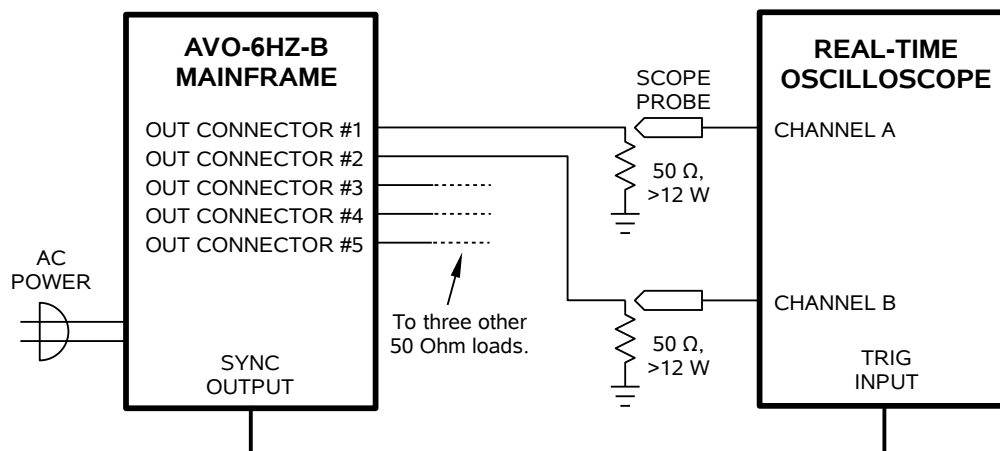 AVO-6HZ-B
MAINFRAME
OUT CONNECTOR #1
OUT CONNECTOR #2
OUT CONNECTOR #3
OUT CONNECTOR #4
OUT CONNECTOR #5
AC
POWER
SYNC
OUTPUT
To three other
50 Ohm loads.
SCOPE
PROBE
50 Ω,
>12 W
50 Ω,
>12 W
REAL-TIME
OSCILLOSCOPE
CHANNEL A
CHANNEL B
TRIG
INPUT